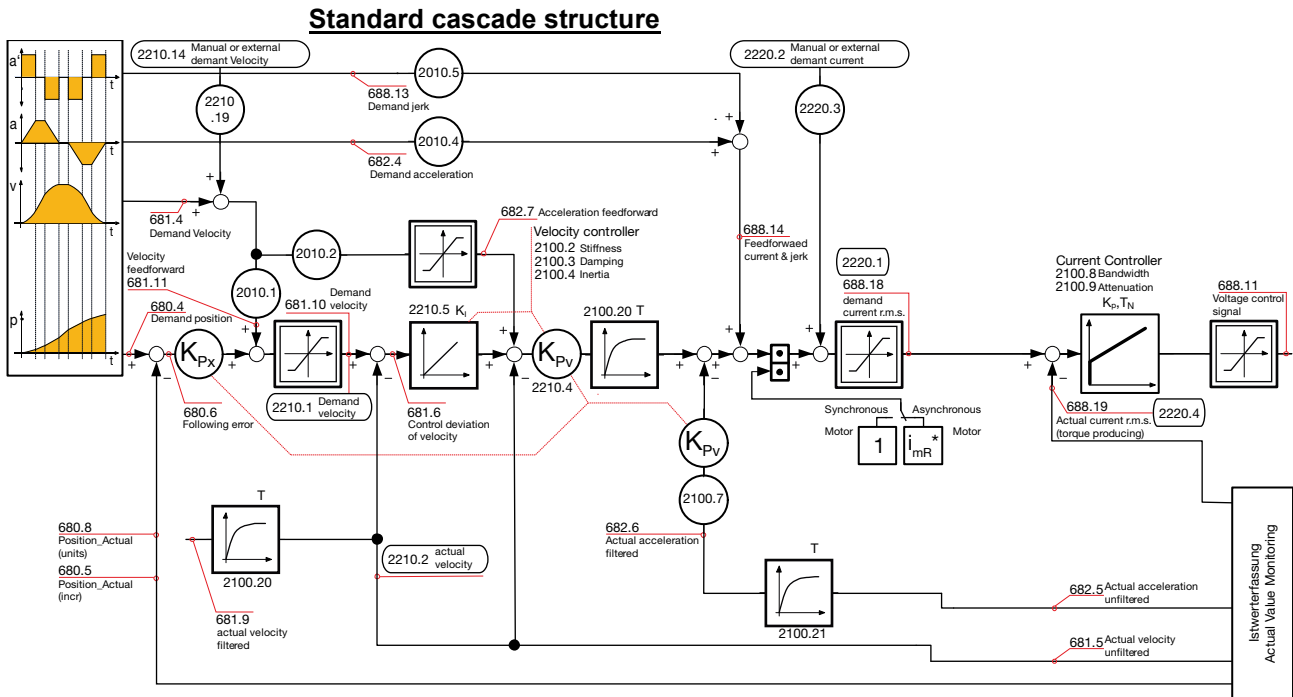 Standard cascade structure
a'
t
a
t
v
t
p
t
2210.14 Manual or external
demant Velocity
2210
.19
2010.5
688.13
Demand jerk
2010.4
682.4
Demand acceleration
2220.2 Manual or external
demant current
2220.3
+
+
+
+
681.4
Demand Velocity
682.7 Acceleration feedforward
Velocity controller
2100.2 Stiffness
2100.3 Damping
2100.4 Inertia
688.14
Feedforwaed
current & jerk
2010.2
Velocity
feedforward
681.11
2010.1
681.10 Demand
velocity
2210.5 KI
2100.20 T
2220.1
688.18
demand
current r.m.s.
Current Controller
2100.8 Bandwidth
2100.9 Attenuation
KP, TN
688.11
Voltage control
signal
680.4
Demand position
+
+
+
+
+
+
+
+
+
+
+
+
+
KPx
KPv
2210.4
−
−
−
−
−
680.6
Following error
2210.1 Demand
velocity
681.6
Control deviation
of velocity
Synchronous
Motor
Asynchronous
Motor
1
imR*
688.19
Actual current r.m.s.
(torque producing)
2220.4
KPv
2100.7
T
680.8
Position_Actual
(units)
680.5
Position_Actual
(incr)
2100.20
681.9
actual velocity
filtered
2210.2 actual
velocity
682.6
Actual acceleration
filtered
T
2100.21
682.5 Actual acceleration
unfiltered
681.5 Actual velocity
unfiltered
Istwerterfassung
Actual Value Monitoring